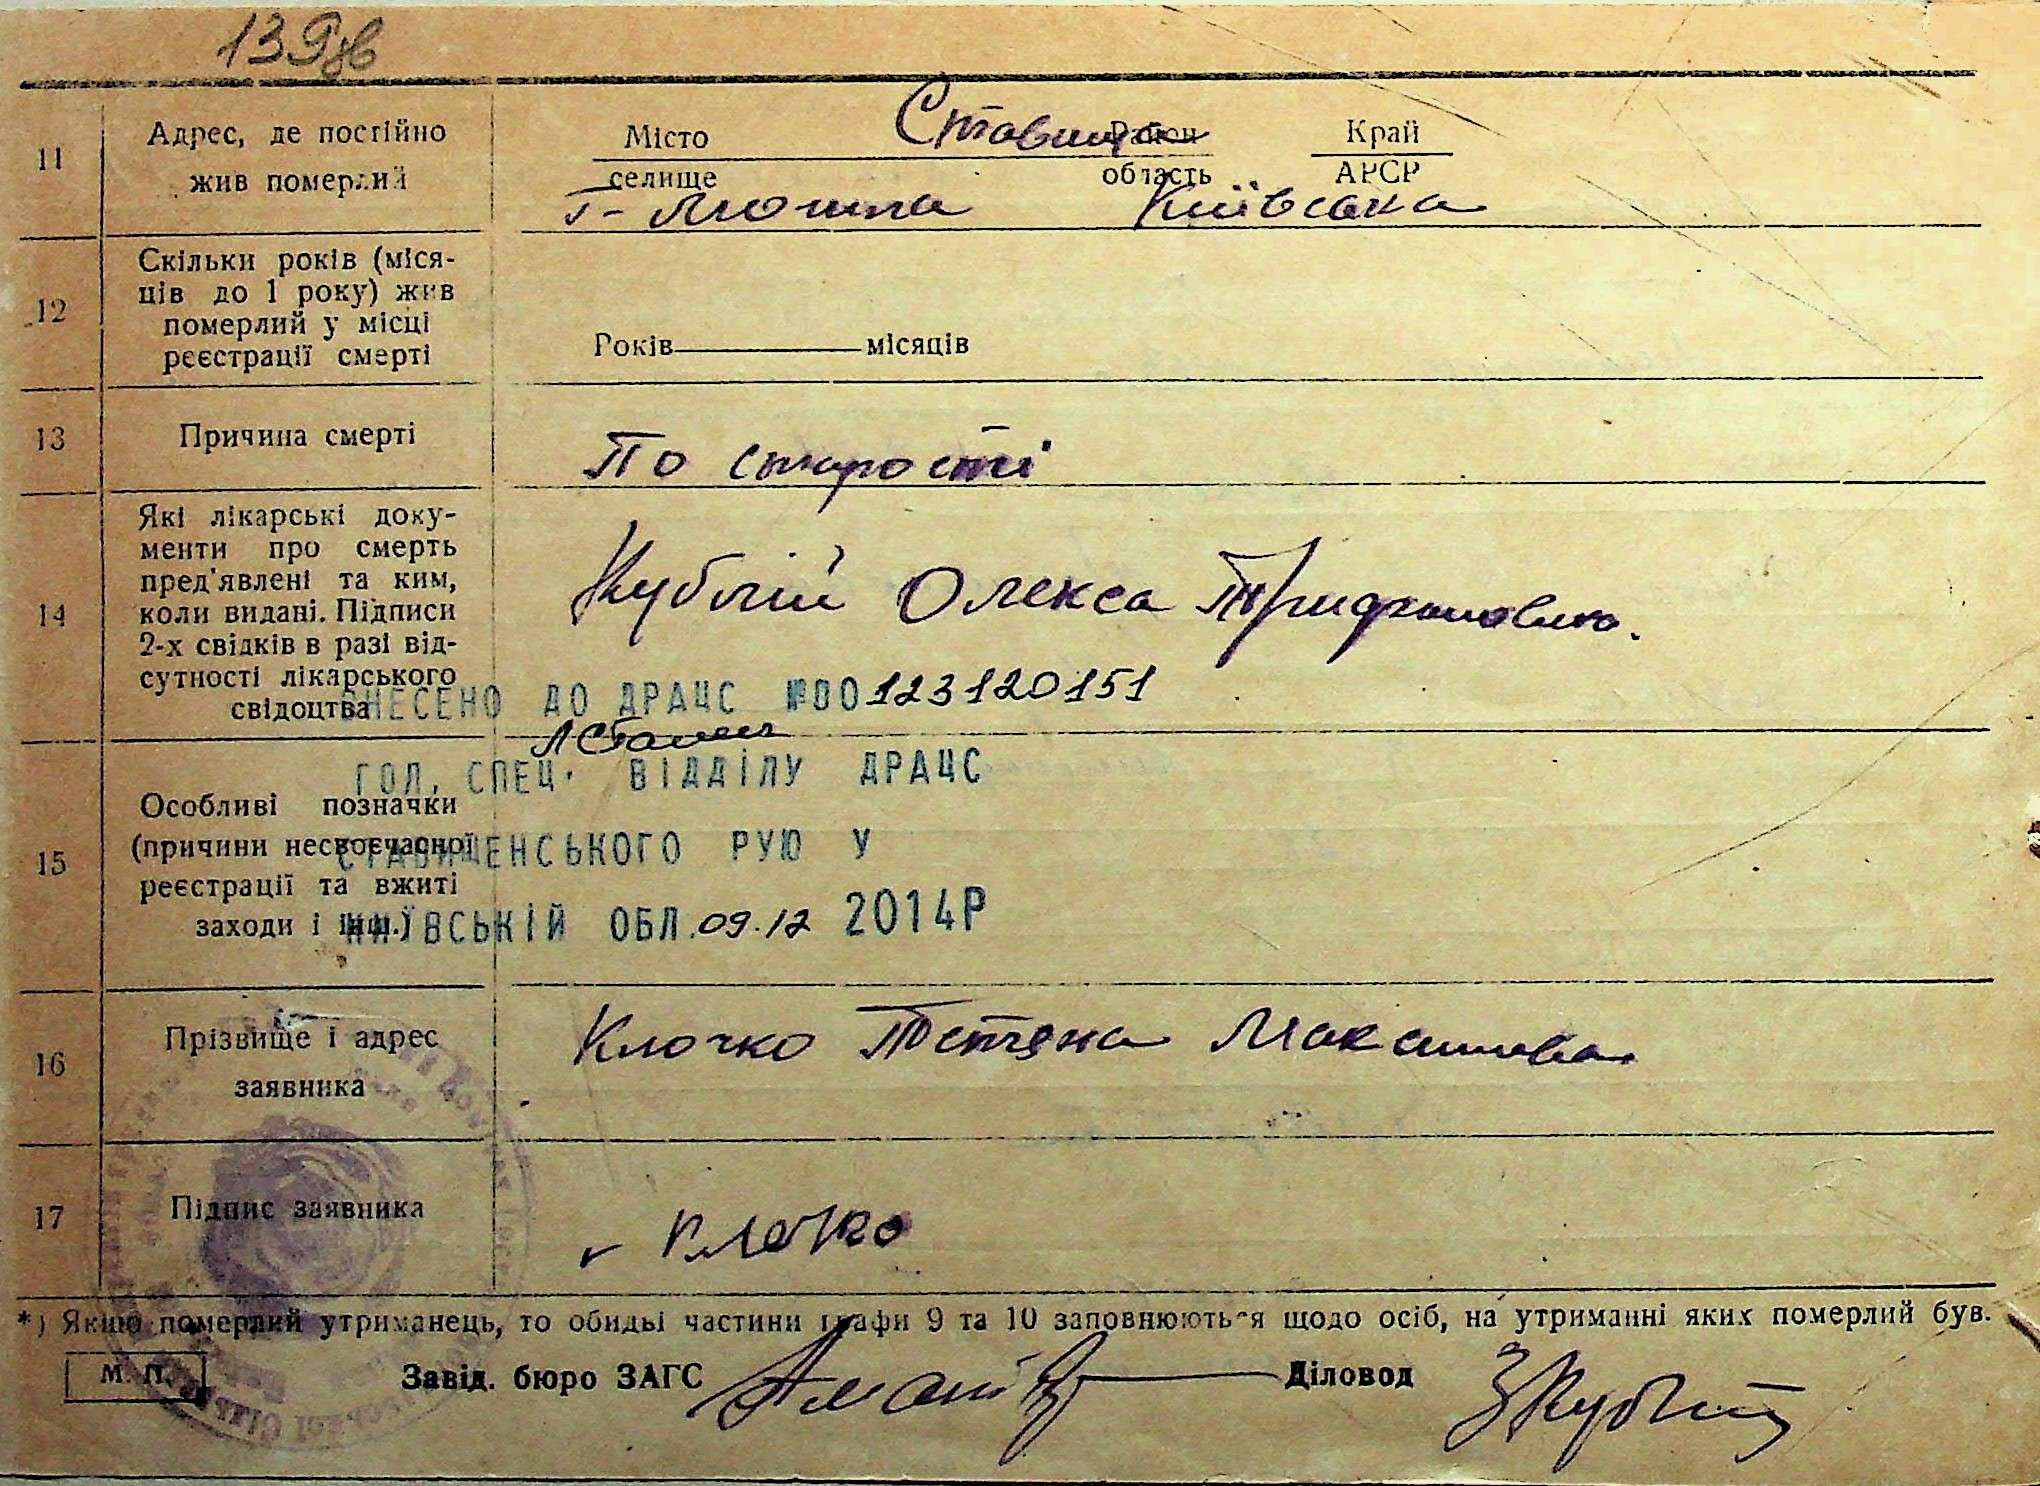 139зв
11
Адрес, де постійно
жив померлий
Місто
Район
Край
селище
область
АРСР
Київська
12
Скільки років (міся-
ців до 1 року) жив
померлий у місці
реєстрації смерті
Років місяців
13
Причина смерті
По старості
14
Які лікарські доку-
менти про смерть
пред'явлені та ким,
коли видані. Підписи
2-х свідків в разі від-
сутності лікарського
свідоцтва
Кублій Олекса Трифонович.
ВНЕСЕНО ДО ДРАЦС №00123120151
ГОЛ. СПЕЦ. ВІДДІЛУ ДРАЦС
СТАВИЩЕНСЬКОГО РУЮ У
КИЇВСЬКІЙ ОБЛ. 09.12 2014Р
15
Особливі позначки
(причини несвоєчасної
реєстрації та вжиті
заходи і інш.)
16
Прізвище і адрес
заявника
Клочко Тетяна Максимовна
17
Підпис заявника
Клочко
*) Якщо померлий утриманець, то обидві частини графи 9 та 10 заповнюються щодо осіб, на утриманні яких померлий був.
М. П.
Завід. бюро ЗАГС
Діловод